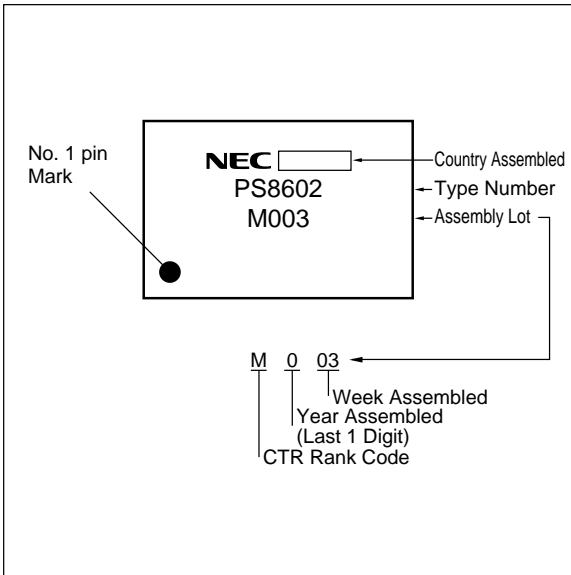 No. 1 pin
Mark
NEC
PS8602
M003
Country Assembled
Type Number
Assembly Lot
M 0 03
Week Assembled
Year Assembled
(Last 1 Digit)
CTR Rank Code